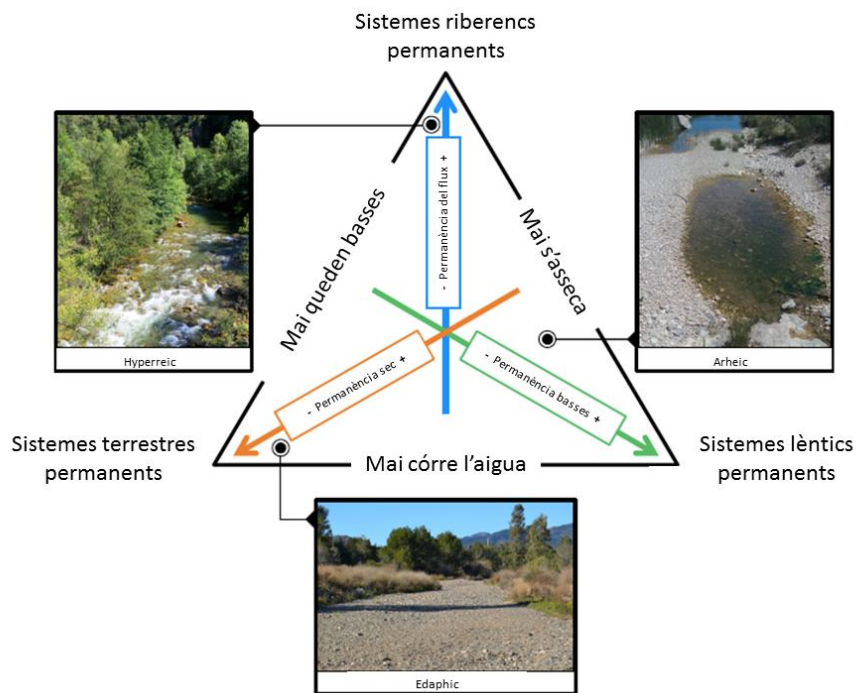 Sistemes riberencs
permanents
Mai queden basses
- Permanència del flux +
Mai s'asseca
Hyperreic
Arheic
- Permanència sec +
- Permanència basses +
Sistemes terrestres
permanents
Mai córre l'aigua
Sistemes lèntics
permanents
Edaphic